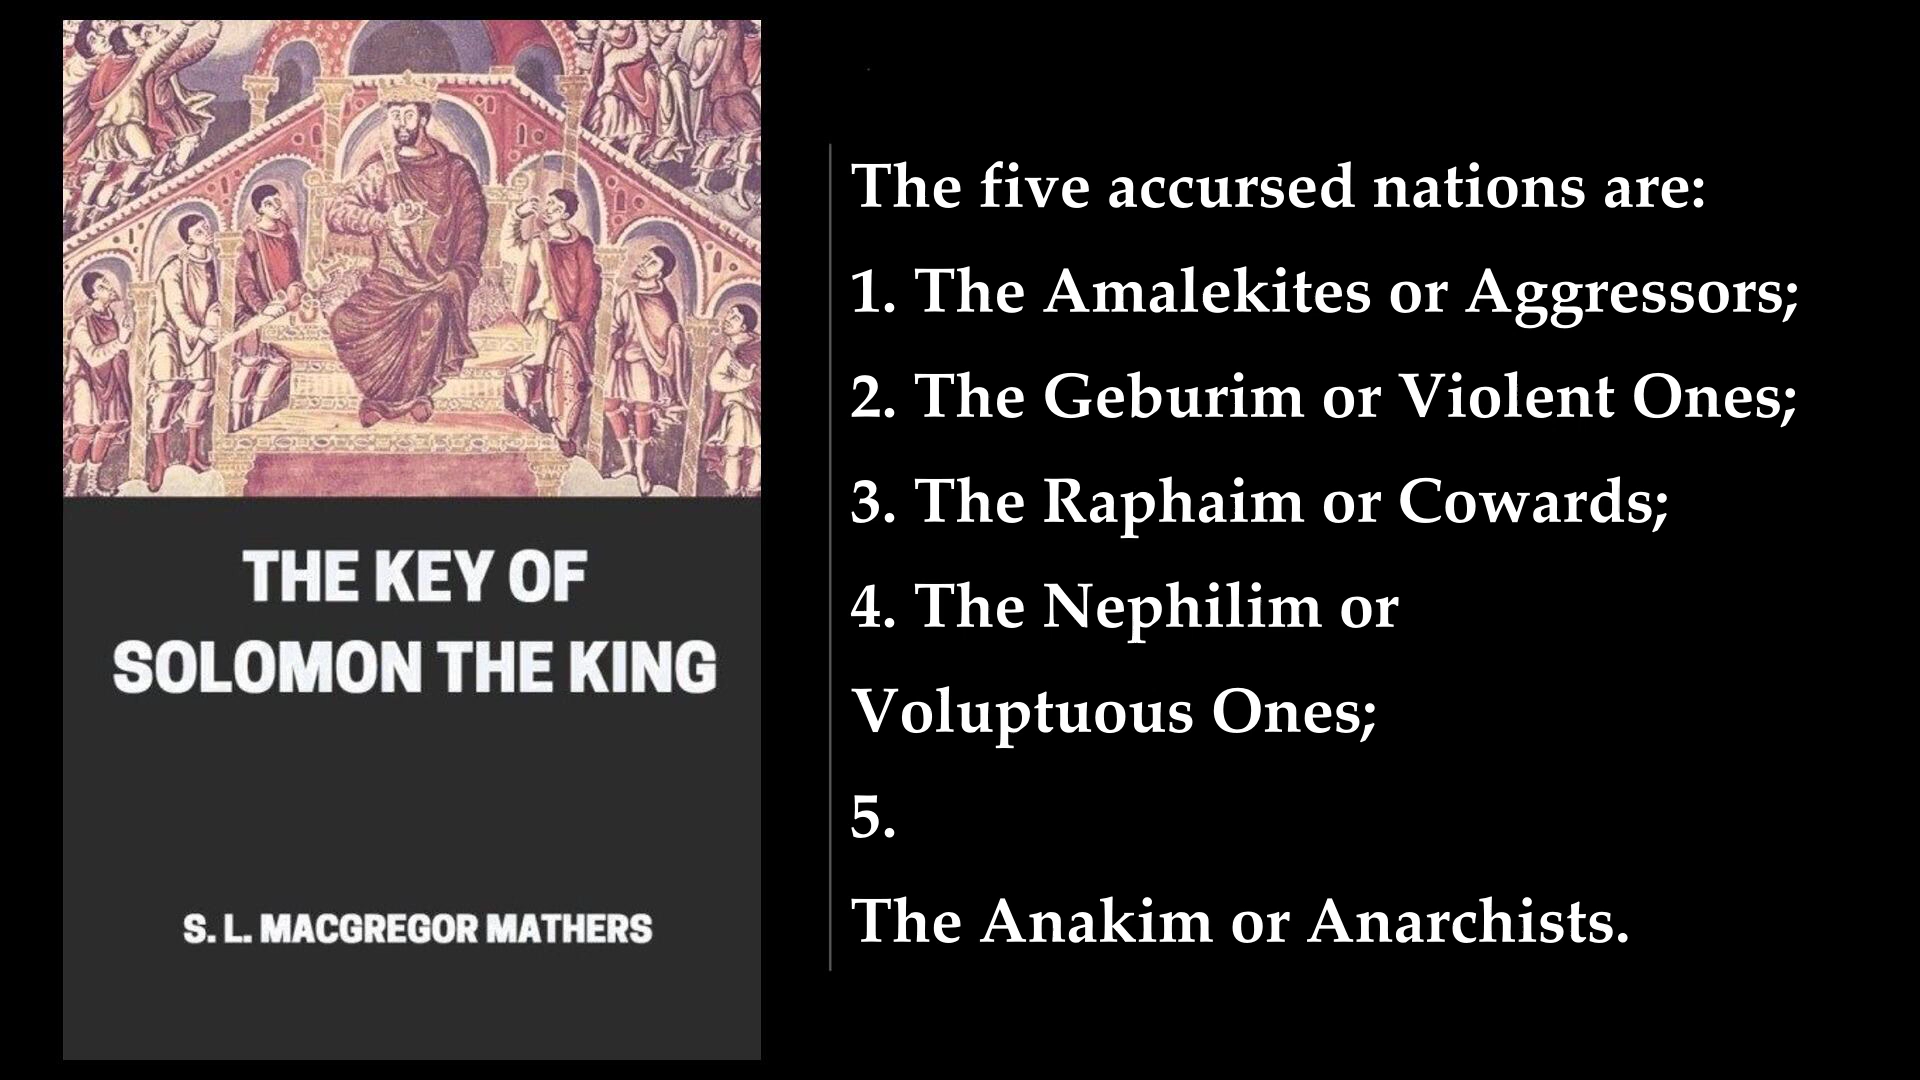 THE KEY OF
SOLOMON THE KING
S. L. MACGREGOR MATHERS
The five accursed nations are:
1. The Amalekites or Aggressors;
2. The Geburim or Violent Ones;
3. The Raphaim or Cowards;
4. The Nephilim or
Voluptuous Ones;
5.
The Anakim or Anarchists.